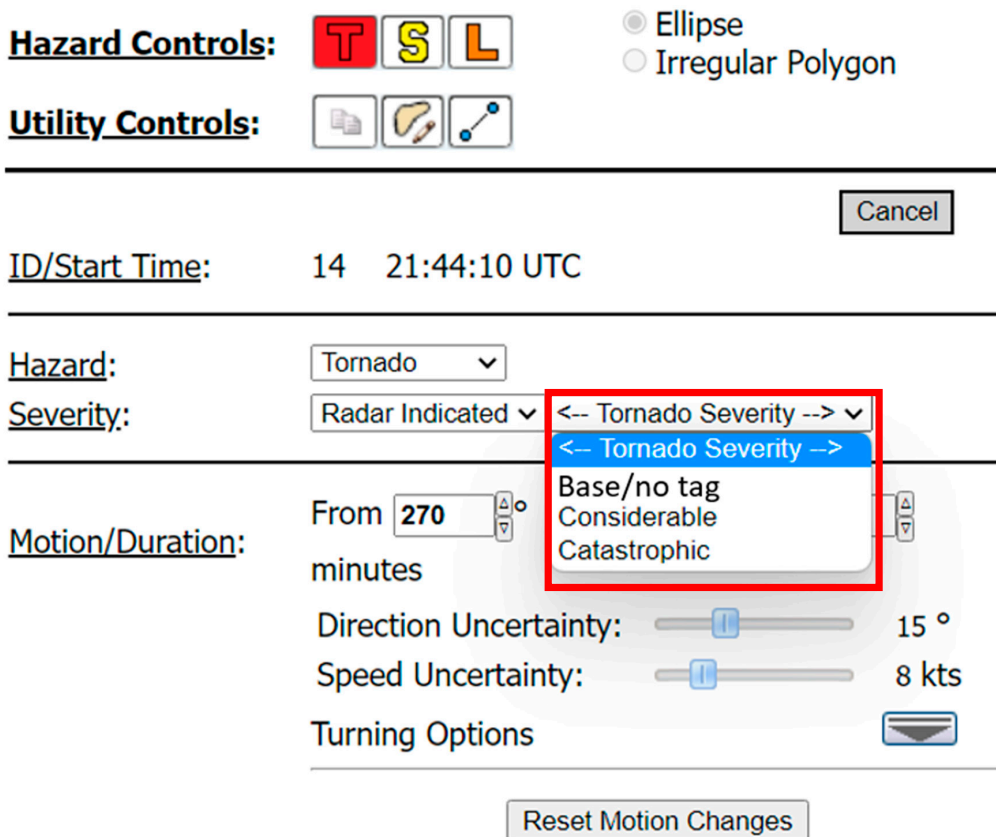 Hazard Controls: T S L
Ellipse
Irregular Polygon
Utility Controls:
Cancel
ID/Start Time: 14 21:44:10 UTC
Hazard: Tornado
Severity: Radar Indicated <-- Tornado Severity -->
<-- Tornado Severity -->
Base/no tag
Considerable
Catastrophic
Motion/Duration: From 270 °
minutes
Direction Uncertainty: 15 °
Speed Uncertainty: 8 kts
Turning Options
Reset Motion Changes